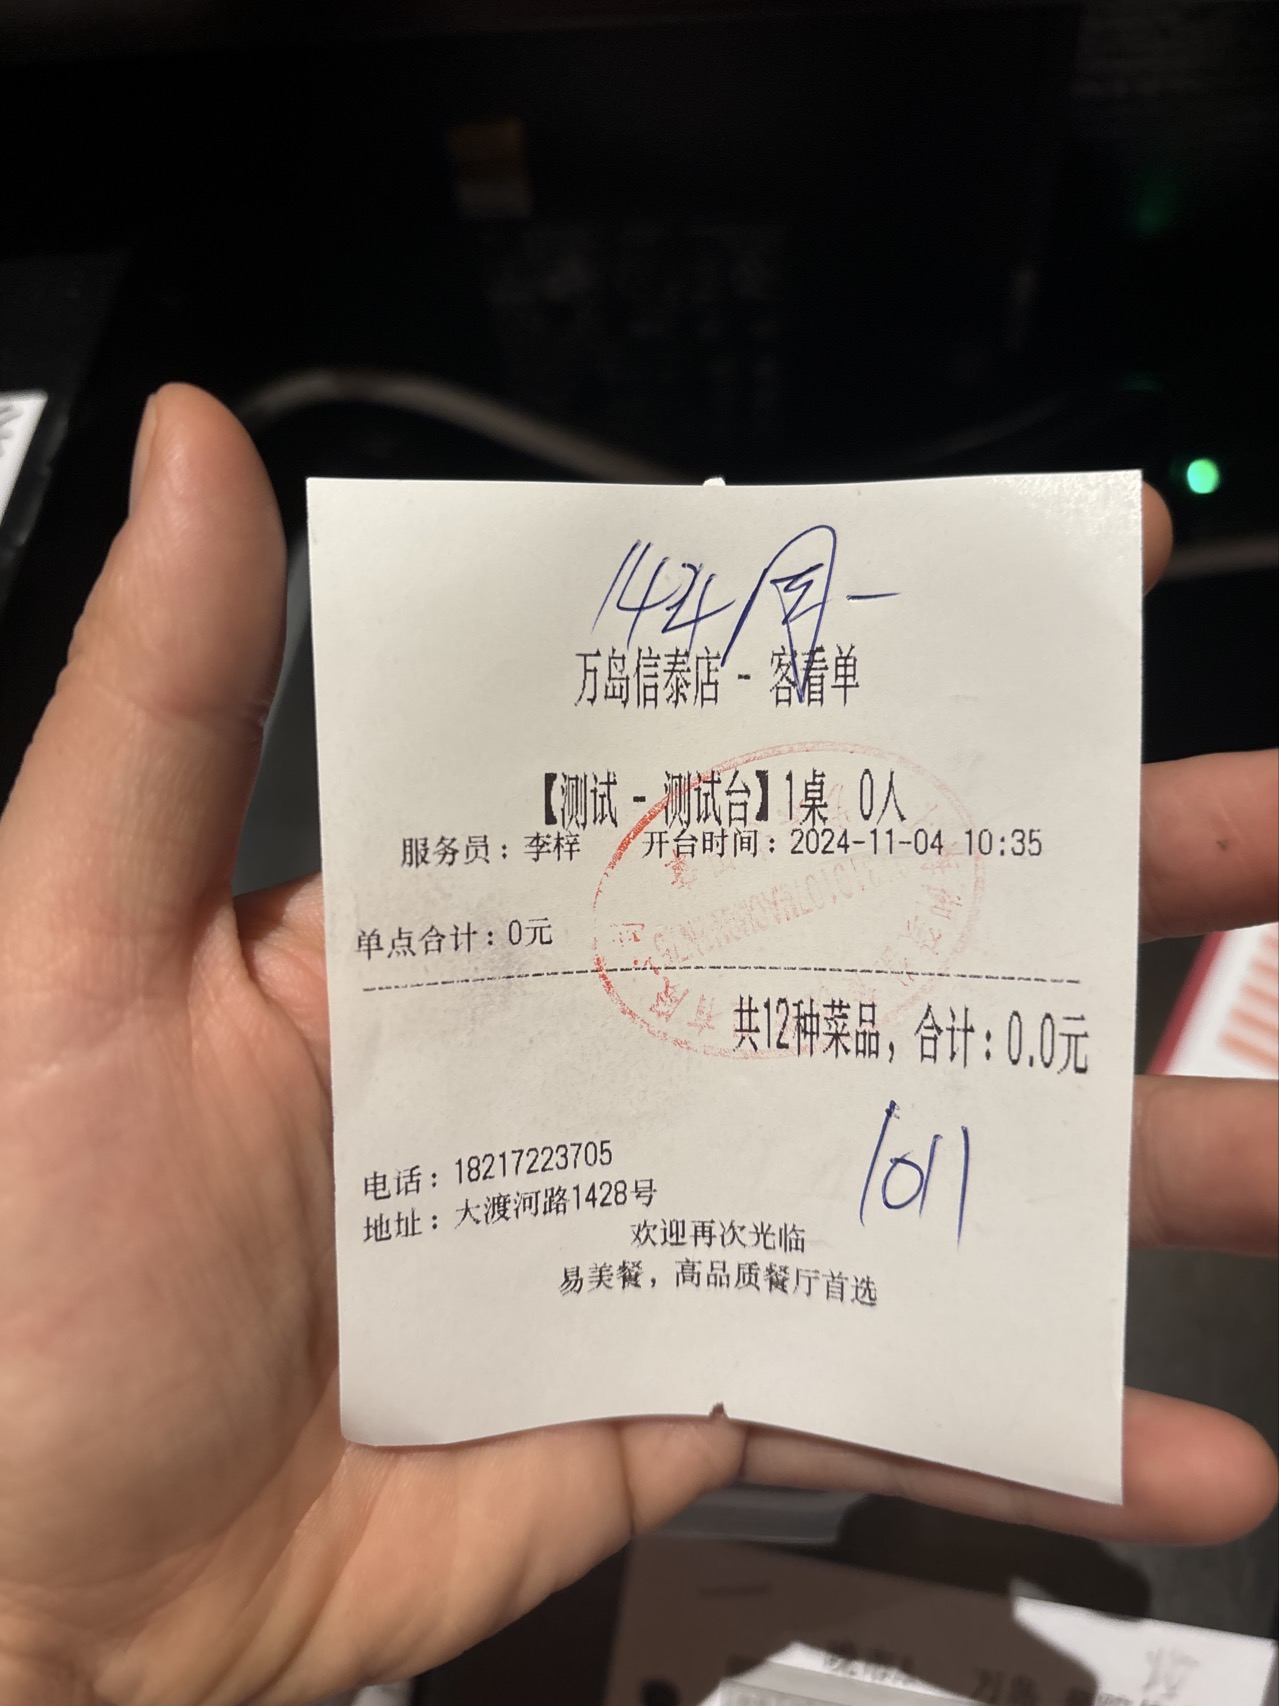 万岛信泰店 - 客看单
【测试 - 测试台】1桌 0人
服务员：李梓 开台时间：2024-11-04 10:35
单点合计：0元
共12种菜品，合计：0.0元
1011
电话：18217223705
地址：大渡河路1428号
欢迎再次光临
易美餐，高品质餐厅首选